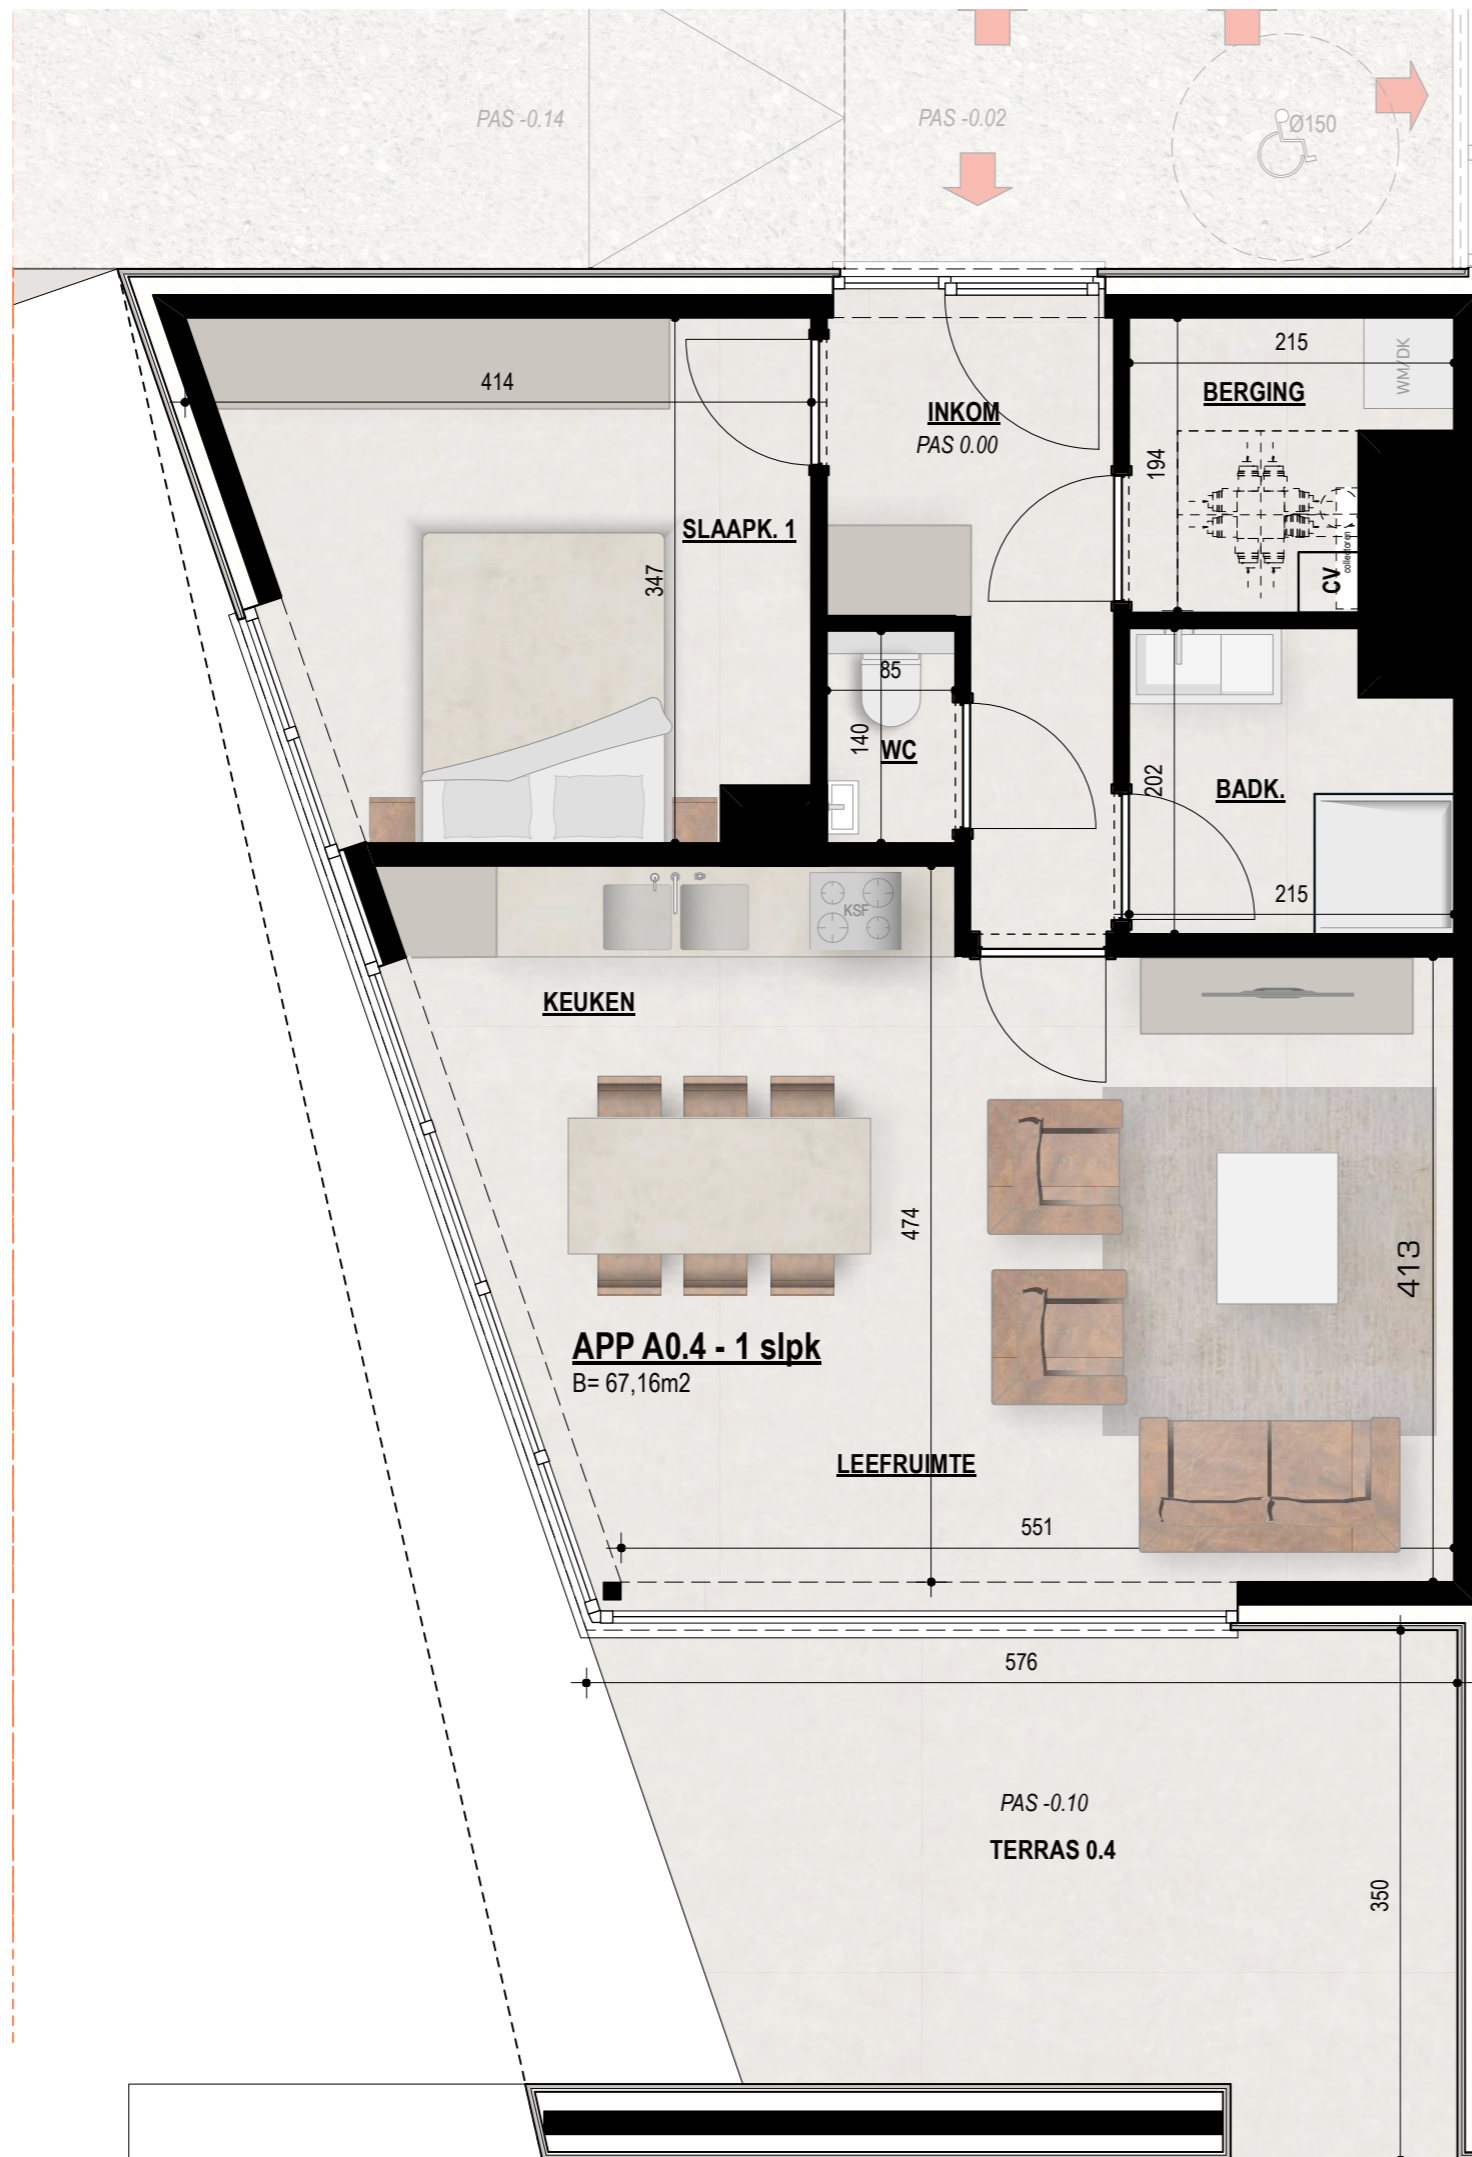 PAS -0.14
PAS -0.02
Ø150
414
INKOM
PAS 0.00
215
WM/DK
BERGING
194
SLAAPK. 1
347
CV
collectoren
85
140
WC
202
BADK.
215
KSF
KEUKEN
474
413
APP A0.4 - 1 slpk
B= 67,16m2
LEEFRUIMTE
551
576
PAS -0.10
TERRAS 0.4
350